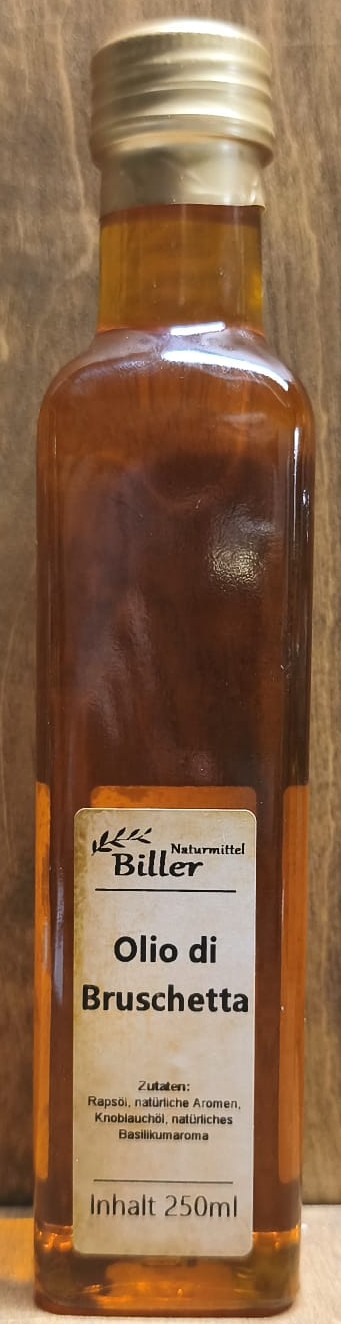 Naturmittel
Biller
Olio di
Bruschetta
Zutaten:
Rapsöl, natürliche Aromen,
Knoblauchöl, natürliches
Basilikumaroma
Inhalt 250ml